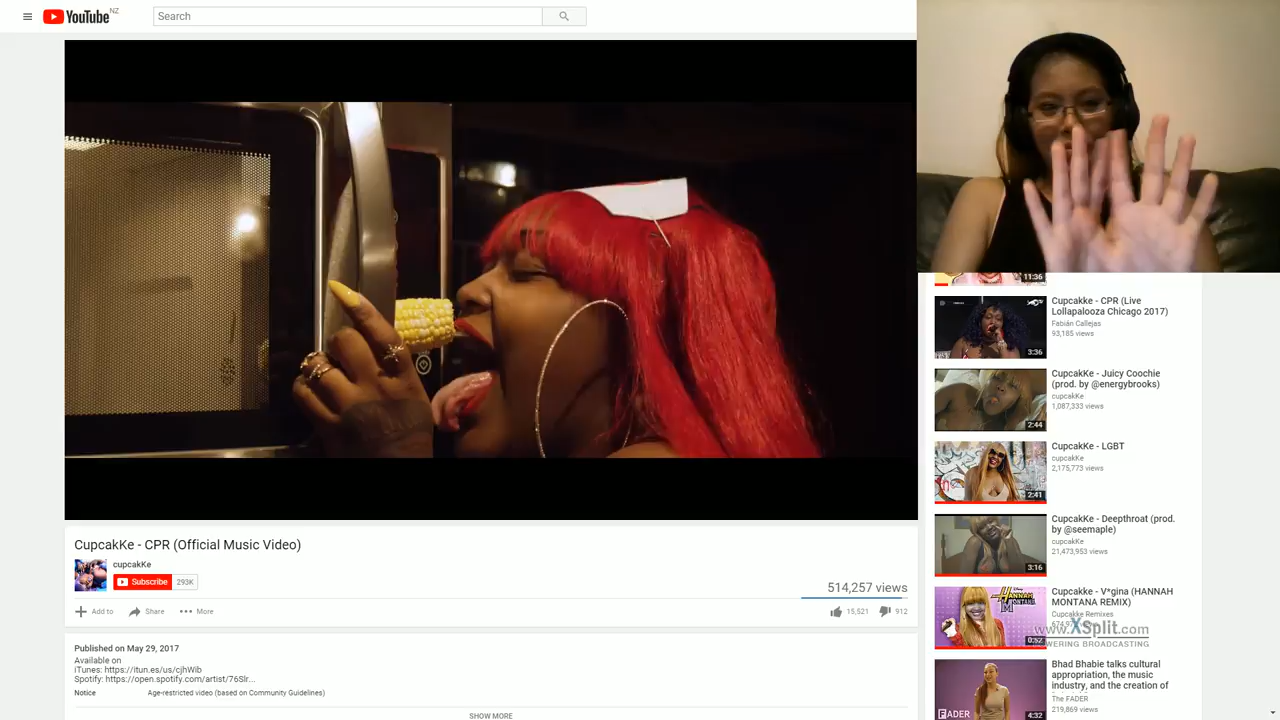 YouTube NZ
Search
11:36
Cupcakke - CPR (Live
Lollapalooza Chicago 2017)
Fabián Callejas
93,185 views
3:36
CupcakKe - Juicy Coochie
(prod. by @energybrooks)
cupcakKe
1,087,333 views
2:44
CupcakKe - LGBT
cupcakKe
2,175,773 views
2:41
CupcakKe - Deepthroat (prod.
by @seemaple)
cupcakKe
21,473,953 views
3:16
Cupcakke - V*gina (HANNAH
MONTANA REMIX)
Cupcakke Remixes
HANNAH
MONTANA
0:52
www.XSplit.com
POWERING BROADCASTING
Bhad Bhabie talks cultural
appropriation, the music
industry, and the creation of
The FADER
219,869 views
FADER
4:32
CupcakKe - CPR (Official Music Video)
cupcakKe
Subscribe 293K
514,257 views
Add to Share More
15,521 912
Published on May 29, 2017
Available on
iTunes: https://itun.es/us/cjhWib
Spotify: https://open.spotify.com/artist/76Slr...
Notice Age-restricted video (based on Community Guidelines)
SHOW MORE